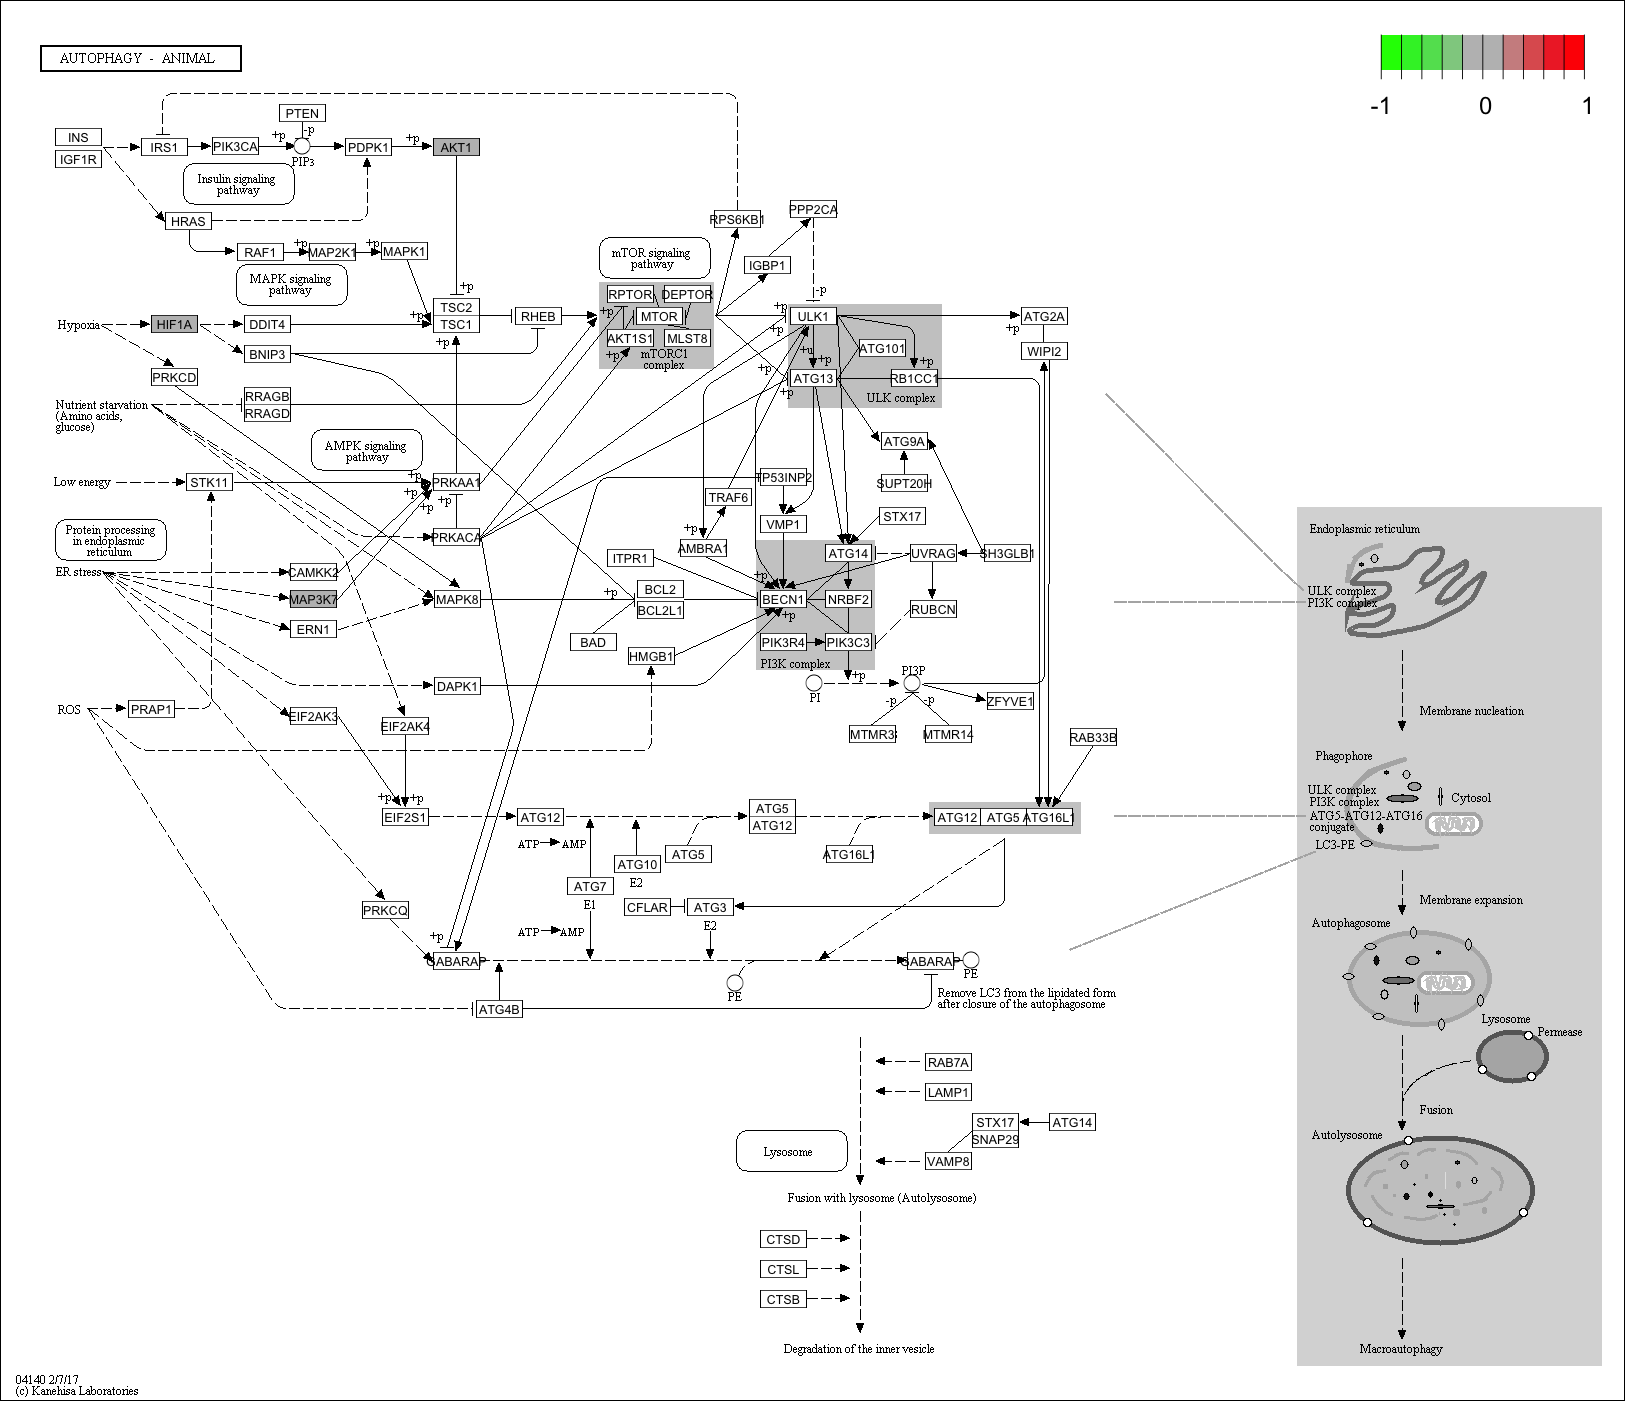 AUTOPHAGY - ANIMAL
-1
0
1
PTEN
INS
IGF1R
IRS1
PIK3CA
+p
-p
PIP3
PDPK1
+p
AKT1
Insulin signaling
pathway
HRAS
RAF1
+p
MAP2K1
+p
MAPK1
MAPK signaling
pathway
+p
TSC2
TSC1
+p
Hypoxia
HIF1A
DDIT4
BNIP3
PRKCD
RHEB
mTOR signaling
pathway
RPTOR
DEPTOR
+p
MTOR
AKT1S1
MLST8
+p
mTORC1
complex
RPS6KB1
PPP2CA
IGBP1
-p
+p
ULK1
+p
+u
+p
ATG101
+p
ATG13
RB1CC1
+p
+p
ULK complex
ATG2A
+p
WIPI2
Nutrient starvation
(Amino acids,
glucose)
RRAGB
RRAGD
+p
AMPK signaling
pathway
Low energy
STK11
+p
+p
+p
PRKAA1
PRKACA
Protein processing
in endoplasmic
reticulum
ER stress
CAMKK2
MAP3K7
ERN1
MAPK8
DAPK1
EIF2AK3
EIF2AK4
ROS
PRAP1
ATG9A
SUPT20H
TP53INP2
TRAF6
VMP1
STX17
+p
AMBRA1
ITPR1
BCL2
BCL2L1
+p
BAD
HMGB1
ATG14
UVRAG
SH3GLB1
+p
BECN1
NRBF2
+p
RUBCN
PIK3R4
PIK3C3
PI3K complex
+p
PI
PI3P
ZFYVE1
-p
-p
MTMR3
MTMR14
RAB33B
+p
+p
EIF2S1
ATG12
ATG5
ATG12
ATG12
ATG5
ATG16L1
ATP
AMP
ATG10
E2
ATG5
ATG16L1
ATG7
E1
CFLAR
ATG3
E2
ATP
AMP
PRKCQ
+p
GABARAP
PE
GABARAP
PE
ATG4B
Remove LC3 from the lipidated form
after closure of the autophagosome
RAB7A
LAMP1
STX17
SNAP29
ATG14
VAMP8
Lysosome
Fusion with lysosome (Autolysosome)
CTSD
CTSL
CTSB
Degradation of the inner vesicle
Endoplasmic reticulum
ULK complex
PI3K complex
Membrane nucleation
Phagophore
ULK complex
PI3K complex
ATG5-ATG12-ATG16
conjugate
LC3-PE
Cytosol
Membrane expansion
Autophagosome
Lysosome
Permease
Fusion
Autolysosome
Macroautophagy
04140 2/7/17
(c) Kanehisa Laboratories